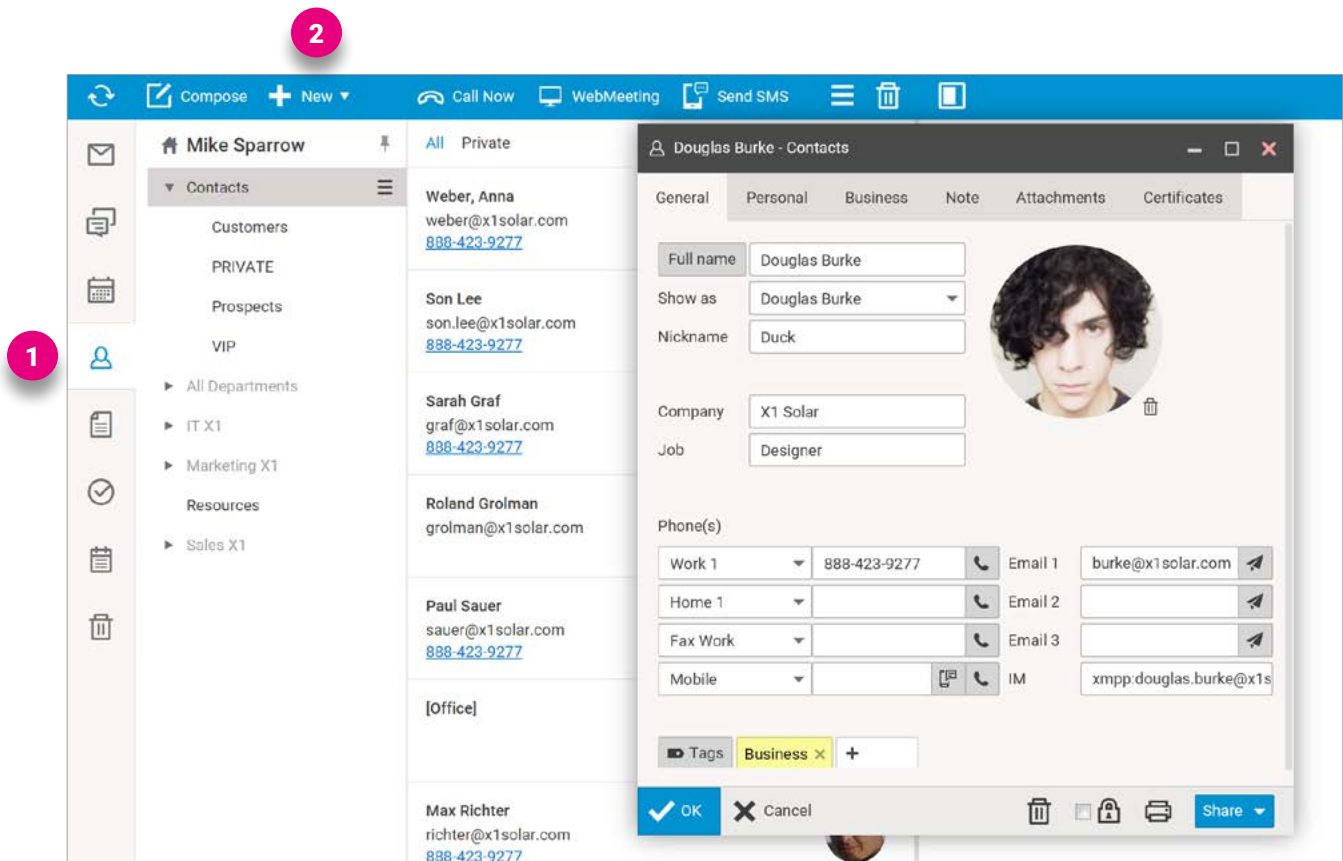 2
Compose New Call Now WebMeeting Send SMS
1
Mike Sparrow
Contacts
Customers
PRIVATE
Prospects
VIP
All Departments
IT X1
Marketing X1
Resources
Sales X1
All Private
Weber, Anna
weber@x1solar.com
888-423-9277
Son Lee
son.lee@x1solar.com
888-423-9277
Sarah Graf
graf@x1solar.com
888-423-9277
Roland Grolman
grolman@x1solar.com
Paul Sauer
sauer@x1solar.com
888-423-9277
[Office]
Max Richter
richter@x1solar.com
888-423-9277
Douglas Burke - Contacts
General Personal Business Note Attachments Certificates
Full name Douglas Burke
Show as Douglas Burke
Nickname Duck
Company X1 Solar
Job Designer
Phone(s)
Work 1 888-423-9277 Email 1 burke@x1solar.com
Home 1 Email 2
Fax Work Email 3
Mobile IM xmpp:douglas.burke@x1s
Tags Business × +
OK Cancel Share